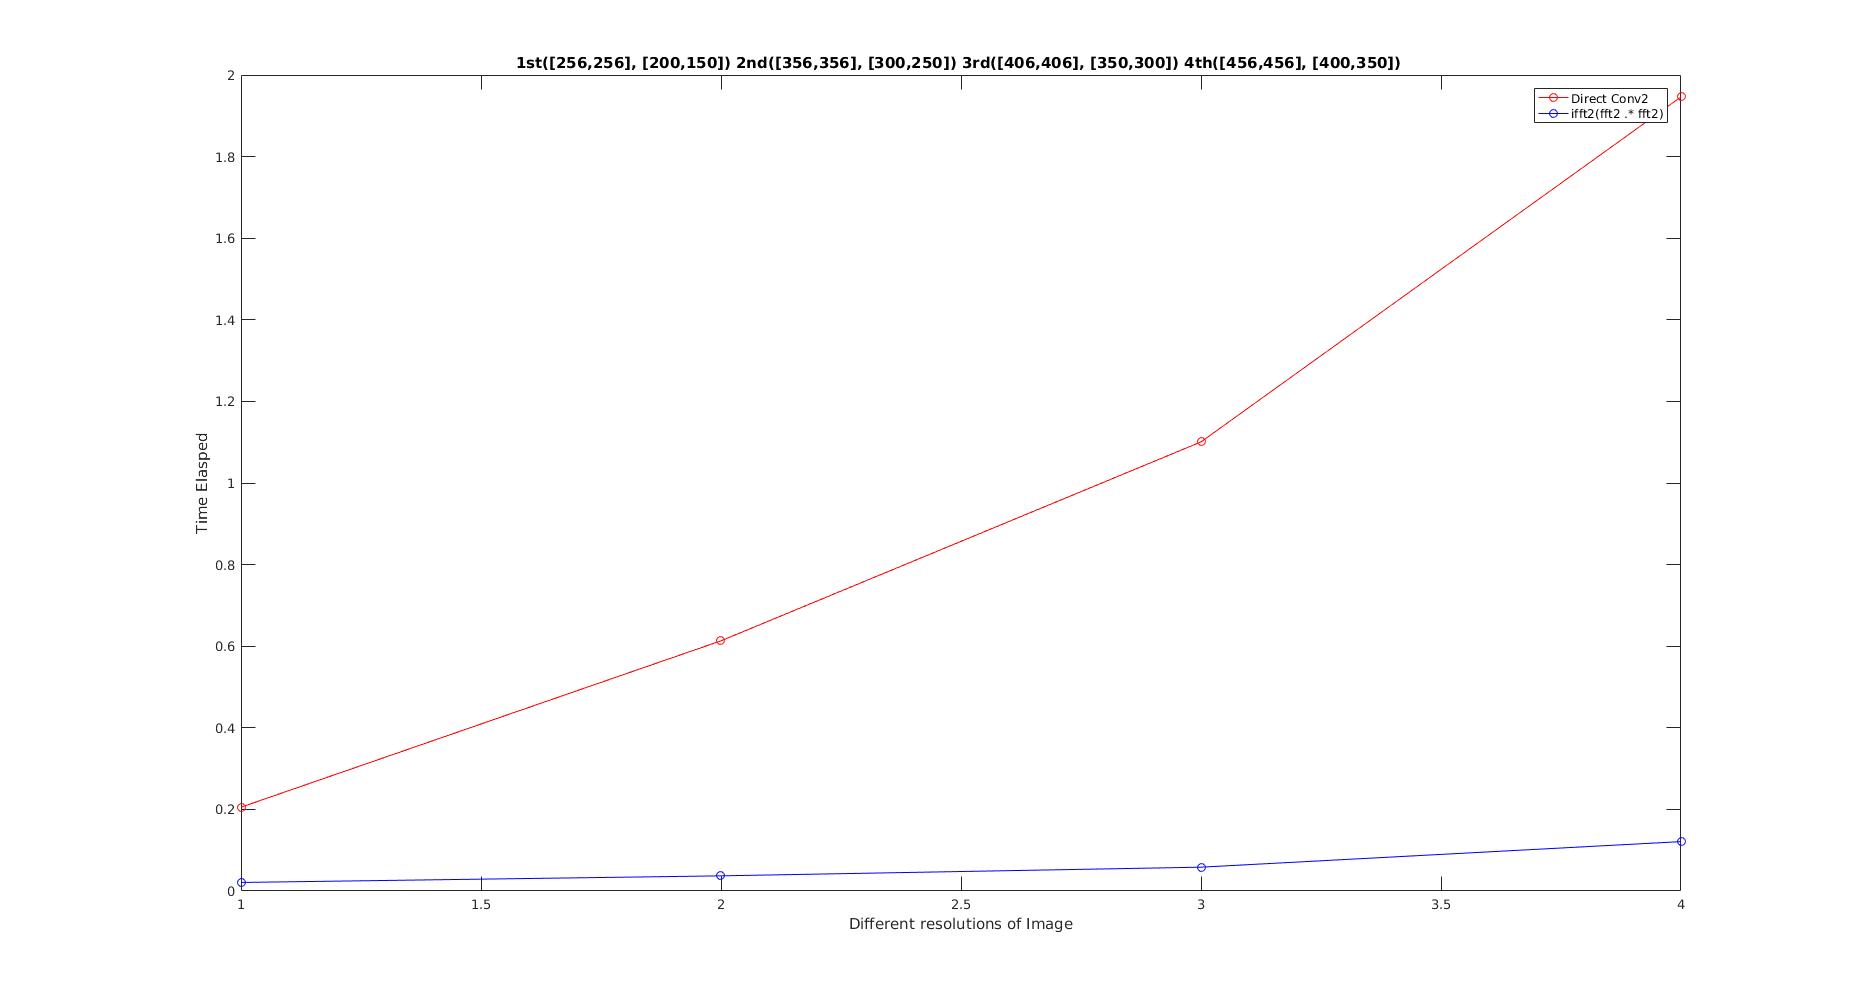 1st([256,256], [200,150]) 2nd([356,356], [300,250]) 3rd([406,406], [350,300]) 4th([456,456], [400,350])
2
Direct Conv2
ifft2(fft2 .* fft2)
1.8
1.6
1.4
1.2
1
0.8
0.6
0.4
0.2
0
Time Elasped
1 1.5 2 2.5 3 3.5 4
Different resolutions of Image